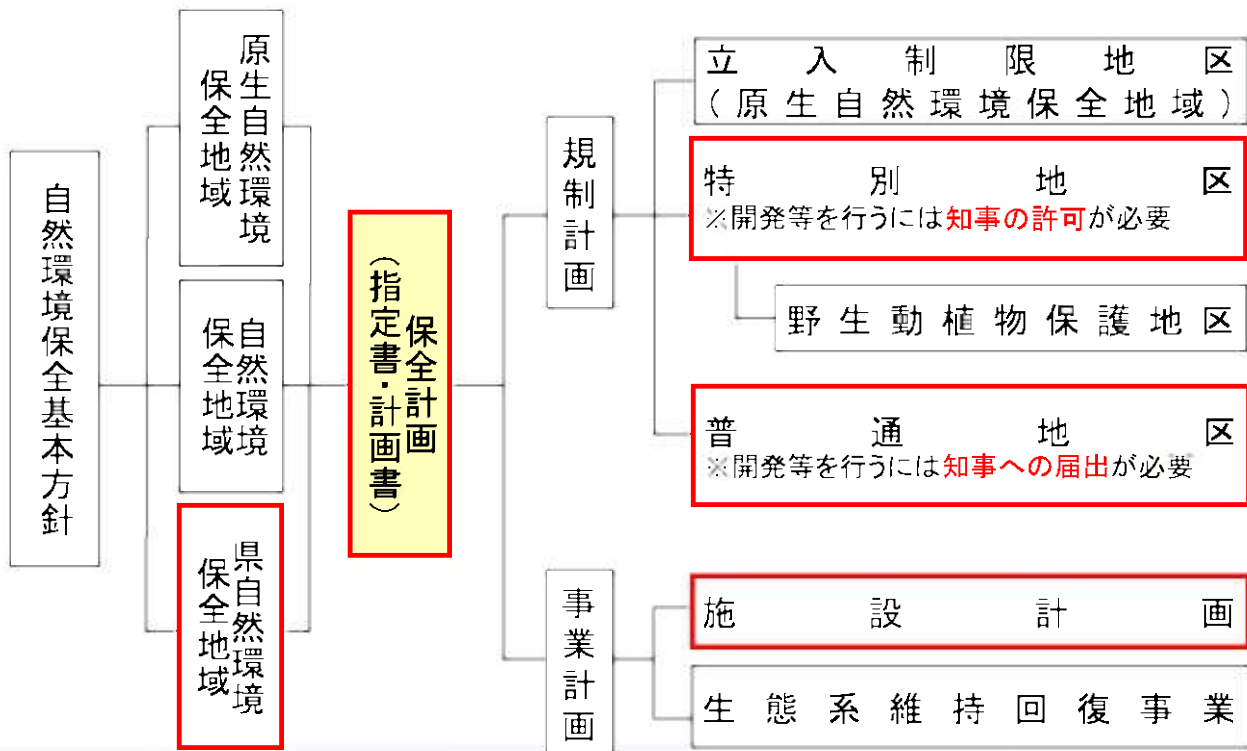 自然環境保全基本方針
原生自然環境
保全地域
自然環境
保全地域
県自然環境
保全地域
保全計画
（指定書・計画書）
規制計画
立入制限地区
（原生自然環境保全地域）
特別地区
※開発等を行うには知事の許可が必要
野生動植物保護地区
普通地区
※開発等を行うには知事への届出が必要
事業計画
施設計画
生態系維持回復事業